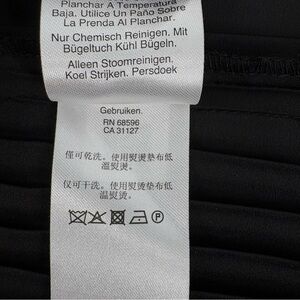 Planchar A Temperatura
Baja. Utilice Un Paño Sobre
La Prenda Al Planchar.
Nur Chemisch Reinigen. Mit
Bügeltuch Kühl Bügeln.
Alleen Stoomreinigen.
Koel Strijken. Persdoek
Gebruiken.
RN 68596
CA 31127
僅可乾洗。使用熨燙墊布低
溫熨燙。
仅可干洗。使用熨烫垫布低
温熨烫。
P